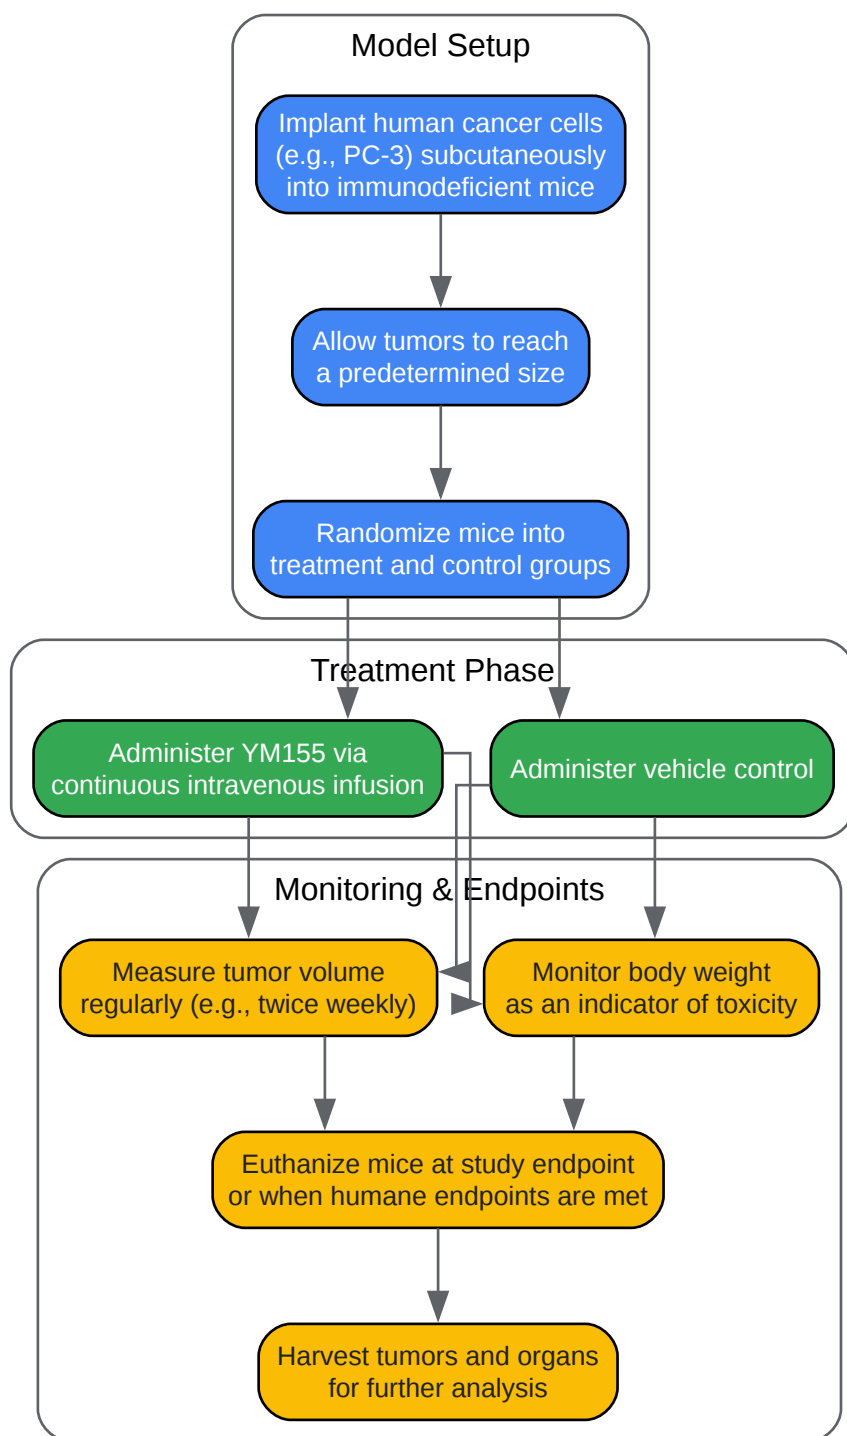 Model Setup
Implant human cancer cells
(e.g., PC-3) subcutaneously
into immunodeficient mice
Allow tumors to reach
a predetermined size
Randomize mice into
treatment and control groups
Treatment Phase
Administer YM155 via
continuous intravenous infusion
Administer vehicle control
Monitoring & Endpoints
Measure tumor volume
regularly (e.g., twice weekly)
Monitor body weight
as an indicator of toxicity
Euthanize mice at study endpoint
or when humane endpoints are met
Harvest tumors and organs
for further analysis